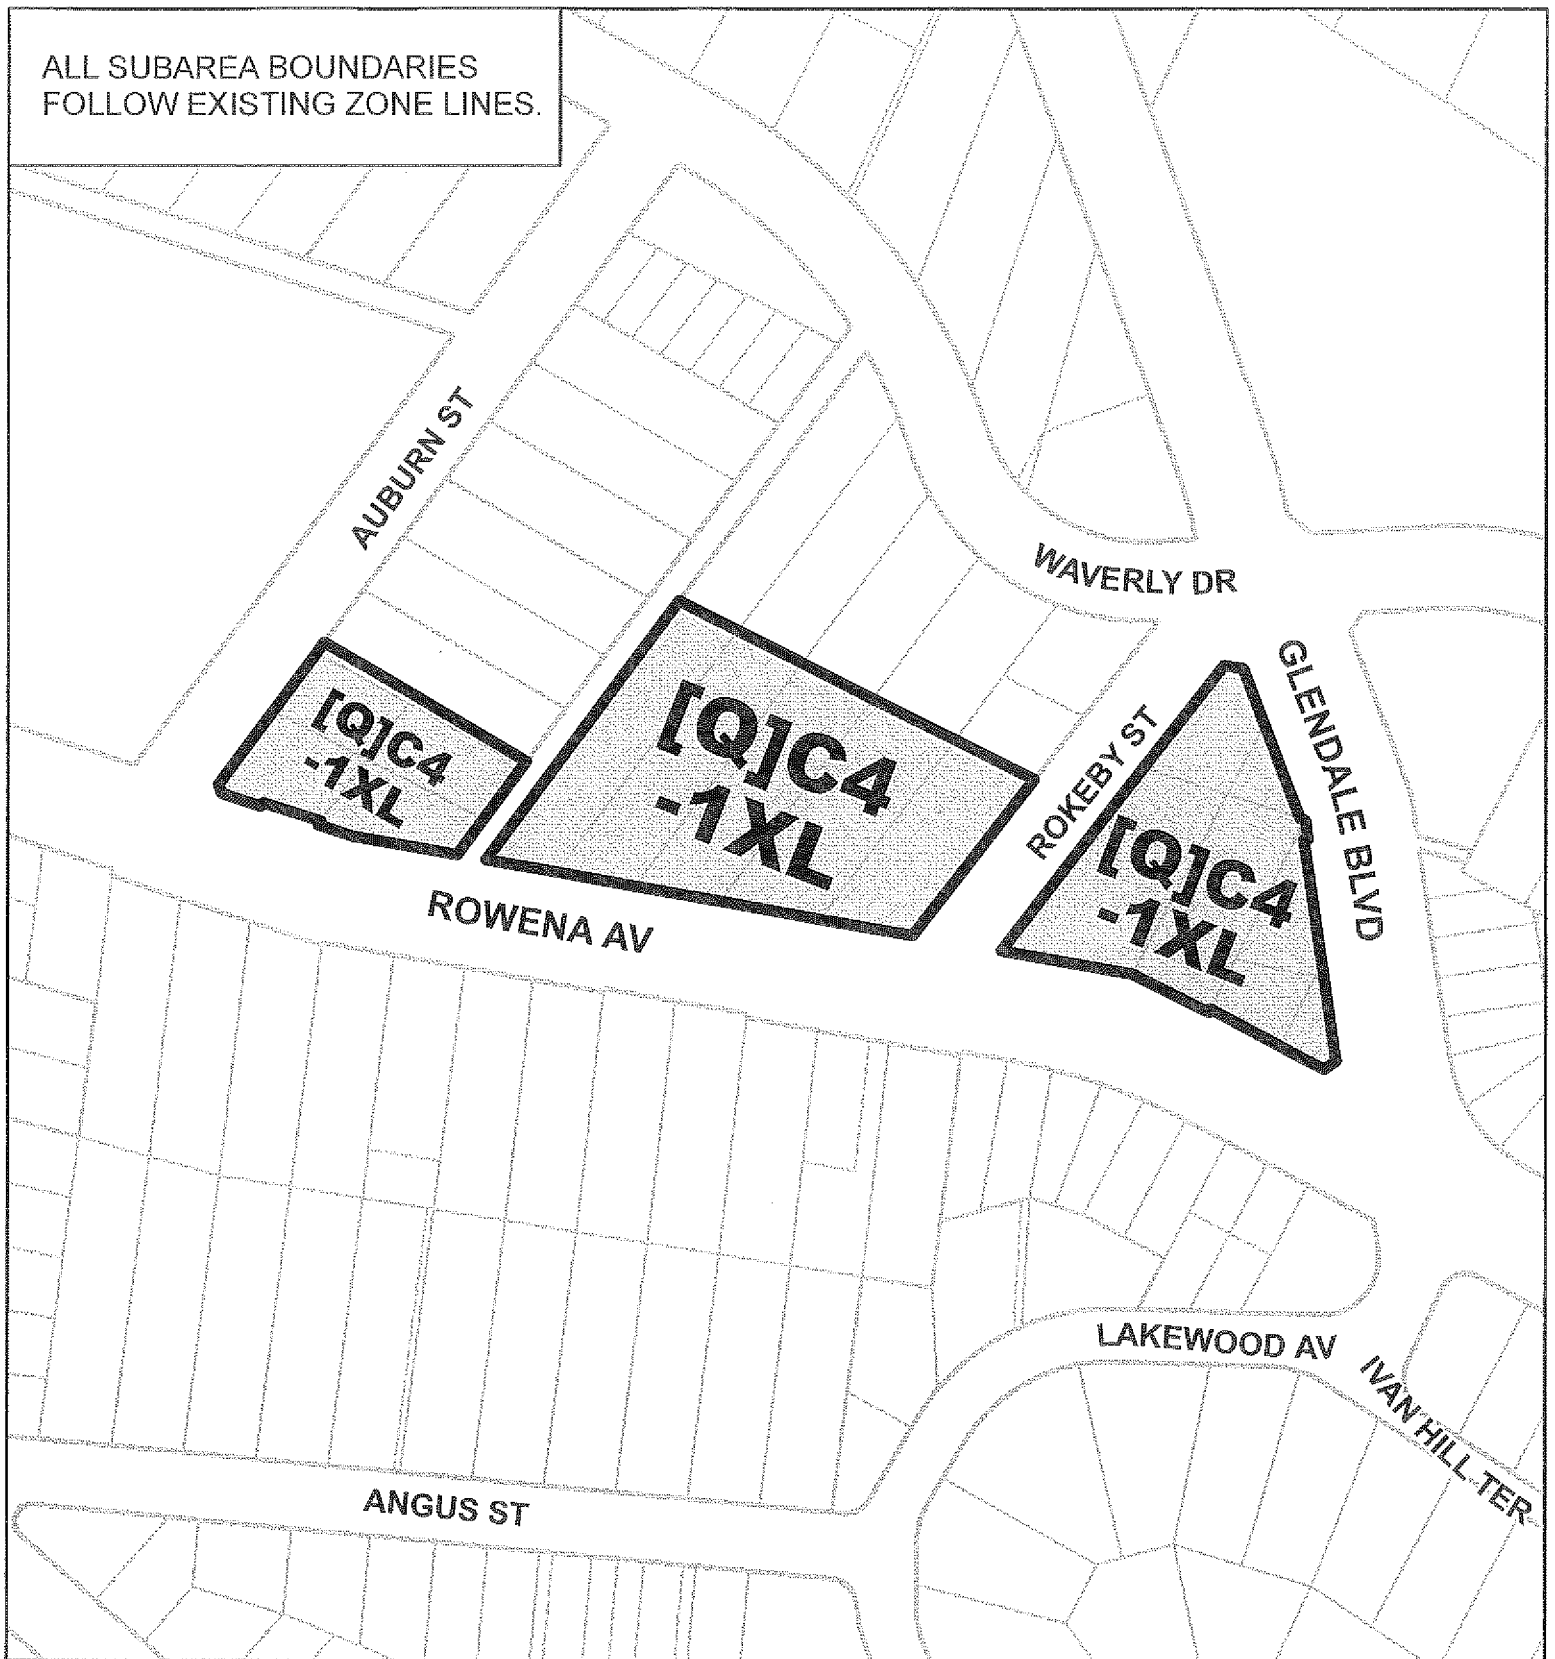 ALL SUBAREA BOUNDARIES
FOLLOW EXISTING ZONE LINES.
AUBURN ST
WAVERLY DR
GLENDALE BLVD
ROKEBY ST
[Q]C4
-1XL
[Q]C4
-1XL
[Q]C4
-1XL
ROWENA AV
LAKEWOOD AV
IVAN HILL TER
ANGUS ST